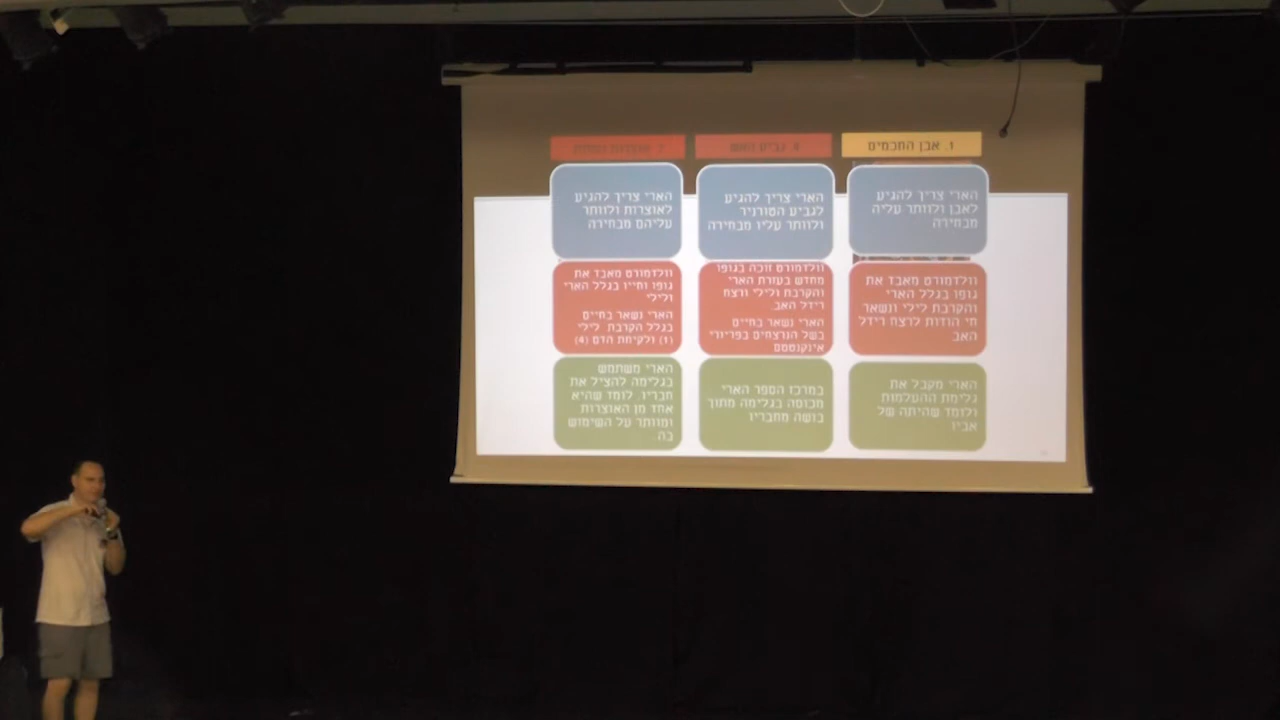 1. אבן החכמים
הארי צריך להגיע
לאבן ולוותר עליה
מבחירה
וולדמורט מאבד את
גופו בגלל הארי
והקרבת לילי ונשאר
חי הודות לרצח רידל
האב
הארי מקבל את
גלימת ההעלמות
ולומד שהיתה של
אביו
4. גביע האש
הארי צריך להגיע
לגביע הטורניר
ולוותר עליו מבחירה
וולדמורט זוכה בגופו
מחדש בעזרת הארי
והקרבת לילי ורצח
רידל האב.
הארי נשאר בחיים
בשל הנרצחים בפריורי
אינקנטטם
במרכז הספר הארי
מכוסה בגלימה מתוך
בושה מחבריו
7. אוצרות המוות
הארי צריך להגיע
לאוצרות ולוותר
עליהם מבחירה
וולדמורט מאבד את
גופו וחייו בגלל הארי
ולילי
הארי נשאר בחיים
בגלל הקרבת לילי
(1) ולקיחת הדם (4)
הארי משתמש
בגלימה להציל את
חבריו. לומד שהיא
אחד מן האוצרות
ומוותר על השימוש
בה.